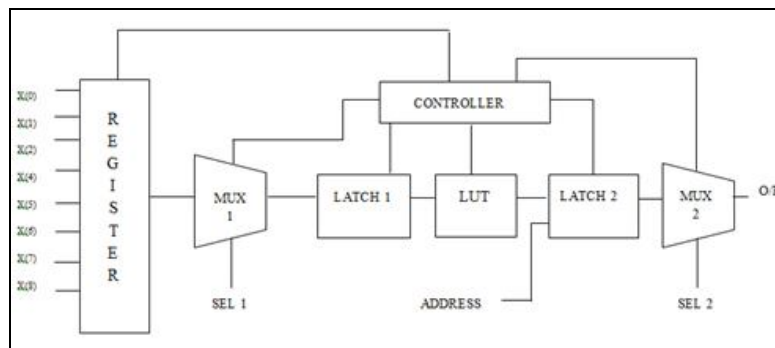 X(0)
X(1)
X(2)
X(4)
X(5)
X(6)
X(7)
X(8)
REGISTER
CONTROLLER
MUX
1
LATCH 1
LUT
LATCH 2
MUX
2
SEL 1
ADDRESS
SEL 2